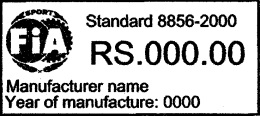 SPORT
FIA
Standard 8856-2000
RS.000.00
Manufacturer name
Year of manufacture: 0000